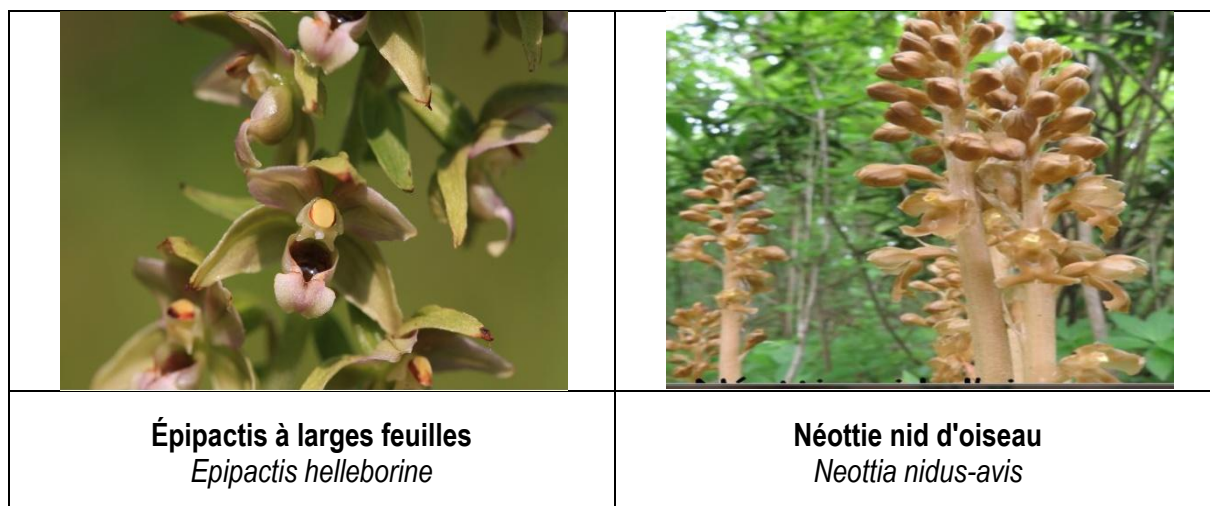 Épipactis à larges feuilles
Epipactis helleborine
Néottie nid d'oiseau
Neottia nidus-avis